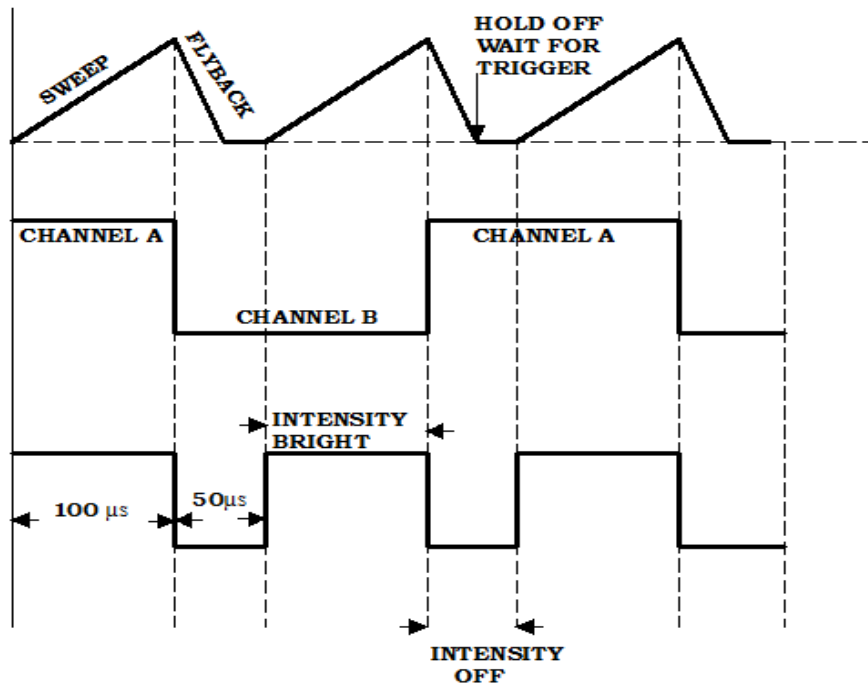 SWEEP
FLYBACK
HOLD OFF
WAIT FOR
TRIGGER
CHANNEL A
CHANNEL A
CHANNEL B
INTENSITY
BRIGHT
100 μs
50μs
INTENSITY
OFF